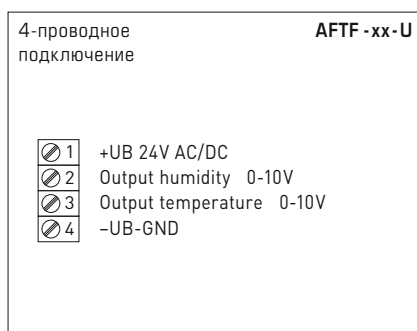 4-проводное AFTF-xx-U
подключение
1 +UB 24V AC/DC
2 Output humidity 0-10V
3 Output temperature 0-10V
4 –UB-GND